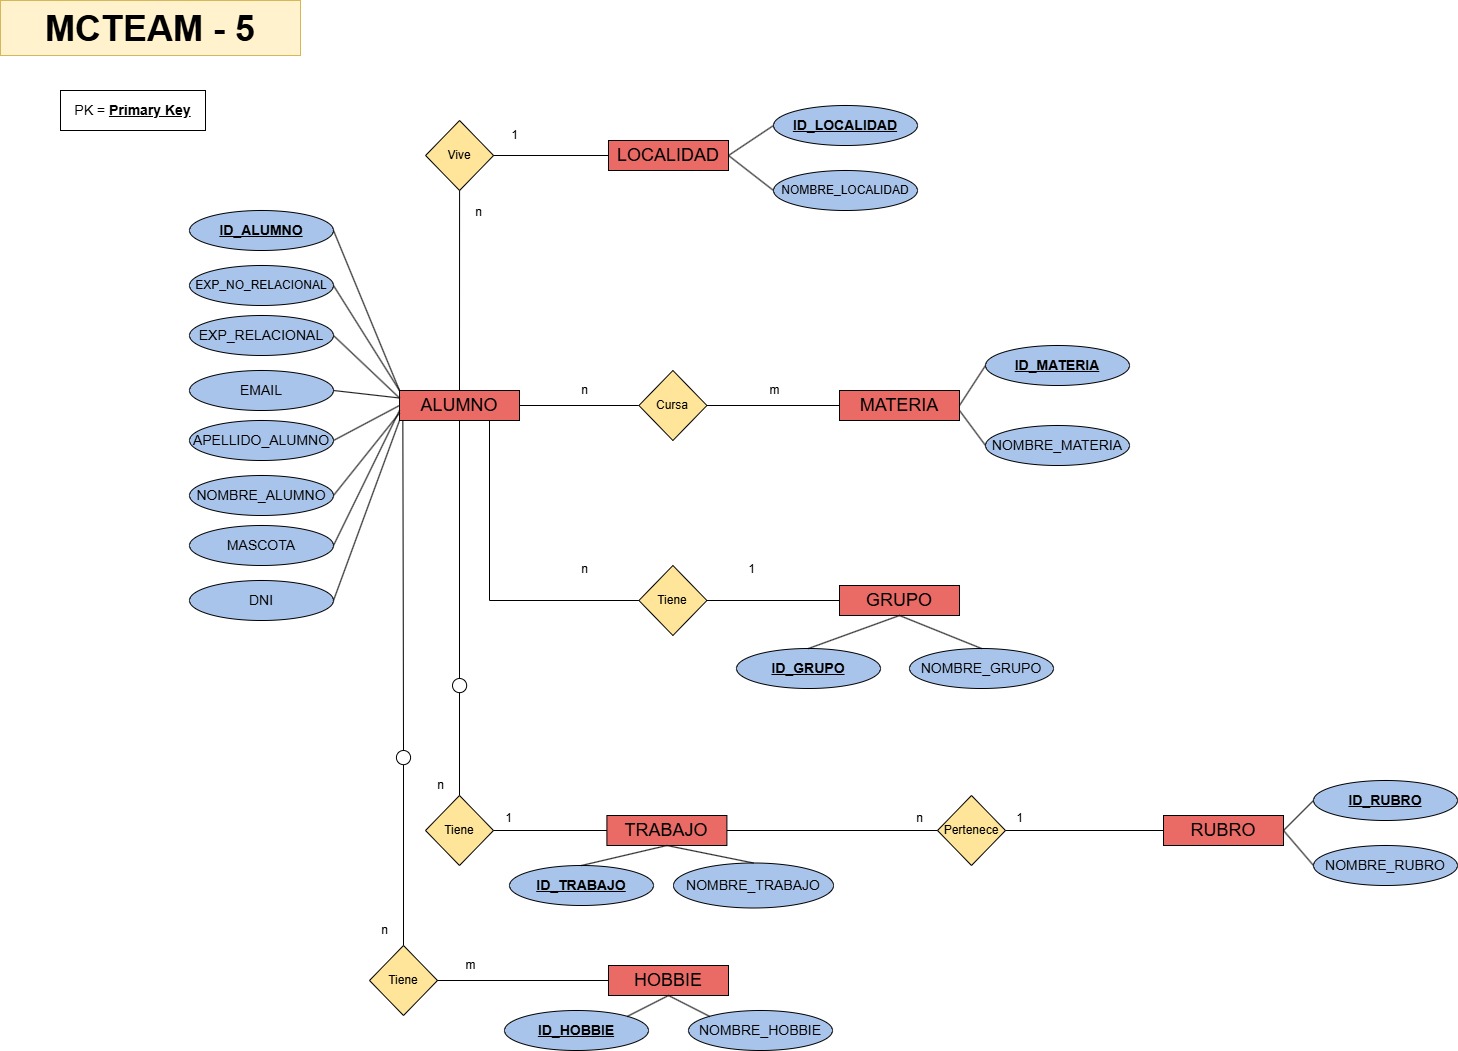 MCTEAM - 5
PK = Primary Key
Vive
1
LOCALIDAD
ID_LOCALIDAD
NOMBRE_LOCALIDAD
n
ID_ALUMNO
EXP_NO_RELACIONAL
EXP_RELACIONAL
EMAIL
APELLIDO_ALUMNO
NOMBRE_ALUMNO
MASCOTA
DNI
ALUMNO
n
Cursa
m
MATERIA
ID_MATERIA
NOMBRE_MATERIA
n
Tiene
1
GRUPO
ID_GRUPO
NOMBRE_GRUPO
n
Tiene
1
TRABAJO
ID_TRABAJO
NOMBRE_TRABAJO
n
Pertenece
1
RUBRO
ID_RUBRO
NOMBRE_RUBRO
n
Tiene
m
HOBBIE
ID_HOBBIE
NOMBRE_HOBBIE